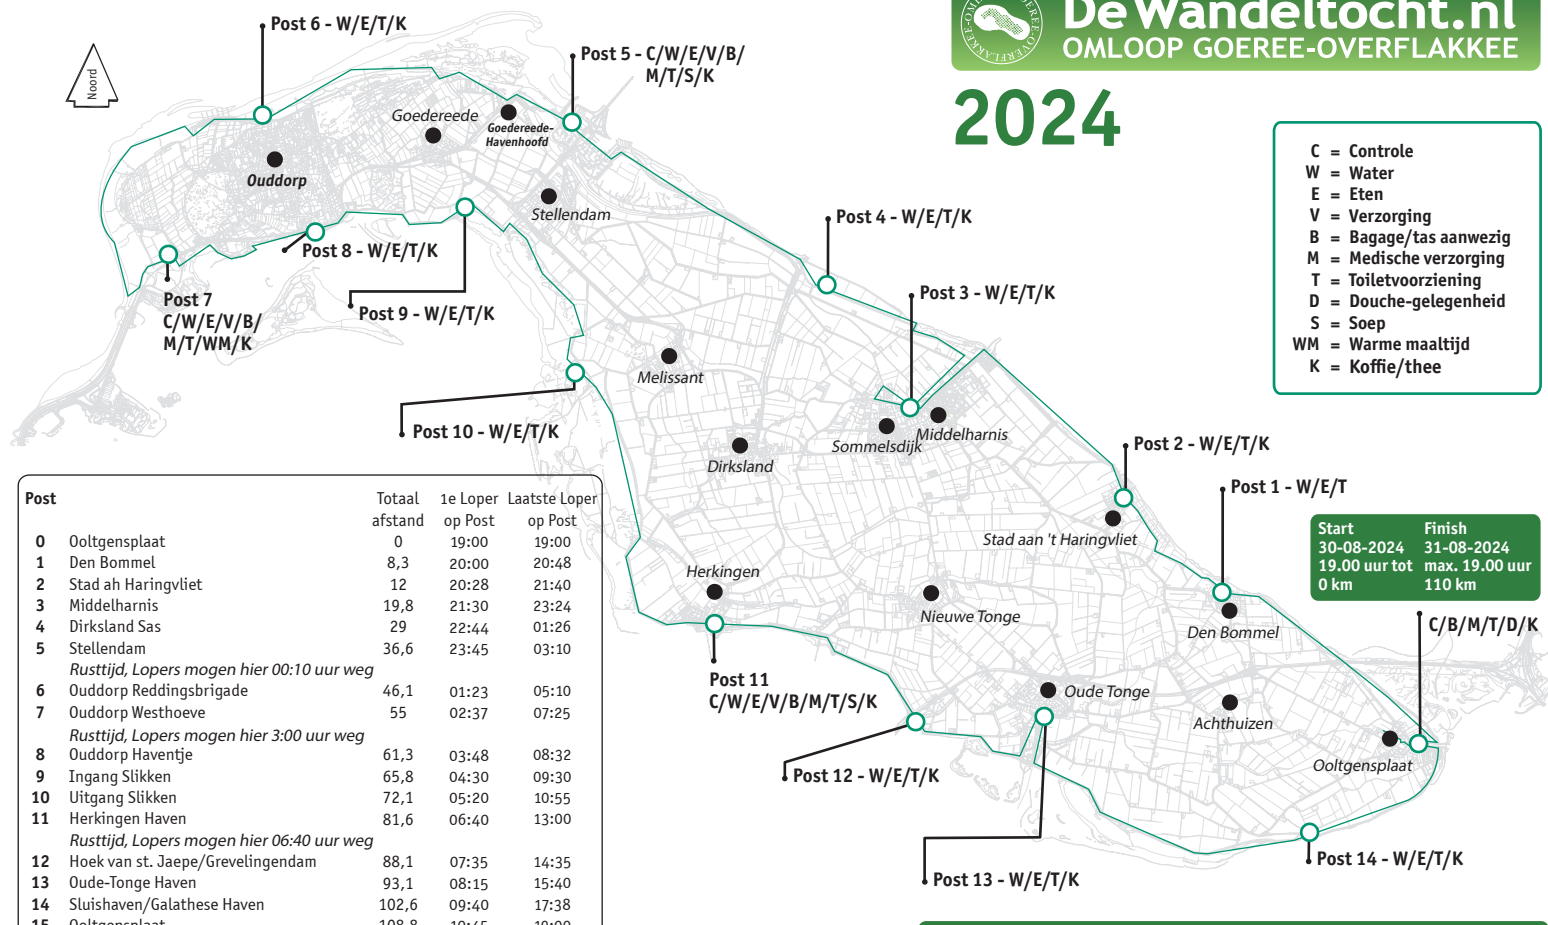 DeWandeltocht.nl
OMLOOP GOEREE-OVERFLAKKEE
2024
Noord
Post 6 - W/E/T/K
Post 5 - C/W/E/V/B/
M/T/S/K
Goedereede
Goedereede-
Havenhoofd
Ouddorp
Stellendam
Post 4 - W/E/T/K
Post 8 - W/E/T/K
Post 3 - W/E/T/K
Post 7
C/W/E/V/B/
M/T/WM/K
Post 9 - W/E/T/K
Melissant
Post 10 - W/E/T/K
Sommelsdijk
Middelharnis
Dirksland
Post 2 - W/E/T/K
Post 1 - W/E/T
Stad aan 't Haringvliet
Herkingen
Nieuwe Tonge
Den Bommel
Post 11
C/W/E/V/B/M/T/S/K
Oude Tonge
Achthuizen
Ooltgensplaat
C/B/M/T/D/K
Post 12 - W/E/T/K
Post 13 - W/E/T/K
Post 14 - W/E/T/K
C = Controle
W = Water
E = Eten
V = Verzorging
B = Bagage/tas aanwezig
M = Medische verzorging
T = Toiletvoorziening
D = Douche-gelegenheid
S = Soep
WM = Warme maaltijd
K = Koffie/thee
Start Finish
30-08-2024 31-08-2024
19.00 uur tot max. 19.00 uur
0 km 110 km
Post Totaal 1e Loper Laatste Loper
afstand op Post op Post
0 Ooltgensplaat 0 19:00 19:00
1 Den Bommel 8,3 20:00 20:48
2 Stad ah Haringvliet 12 20:28 21:40
3 Middelharnis 19,8 21:30 23:24
4 Dirksland Sas 29 22:44 01:26
5 Stellendam 36,6 23:45 03:10
Rusttijd, Lopers mogen hier 00:10 uur weg
6 Ouddorp Reddingsbrigade 46,1 01:23 05:10
7 Ouddorp Westhoeve 55 02:37 07:25
Rusttijd, Lopers mogen hier 3:00 uur weg
8 Ouddorp Haventje 61,3 03:48 08:32
9 Ingang Slikken 65,8 04:30 09:30
10 Uitgang Slikken 72,1 05:20 10:55
11 Herkingen Haven 81,6 06:40 13:00
Rusttijd, Lopers mogen hier 06:40 uur weg
12 Hoek van st. Jaepe/Grevelingendam 88,1 07:35 14:35
13 Oude-Tonge Haven 93,1 08:15 15:40
14 Sluishaven/Galathese Haven 102,6 09:40 17:38
15 Ooltgensplaat 108,8